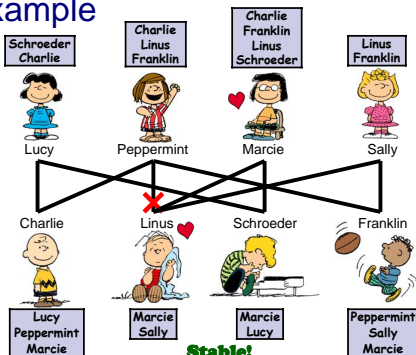 xample
Schroeder
Charlie
Charlie
Linus
Franklin
Charlie
Franklin
Linus
Schroeder
Linus
Franklin
Lucy
Peppermint
Marcie
Sally
Charlie
Linus
Schroeder
Franklin
Lucy
Peppermint
Marcie
Marcie
Sally
Marcie
Lucy
Peppermint
Sally
Marcie
Stable!